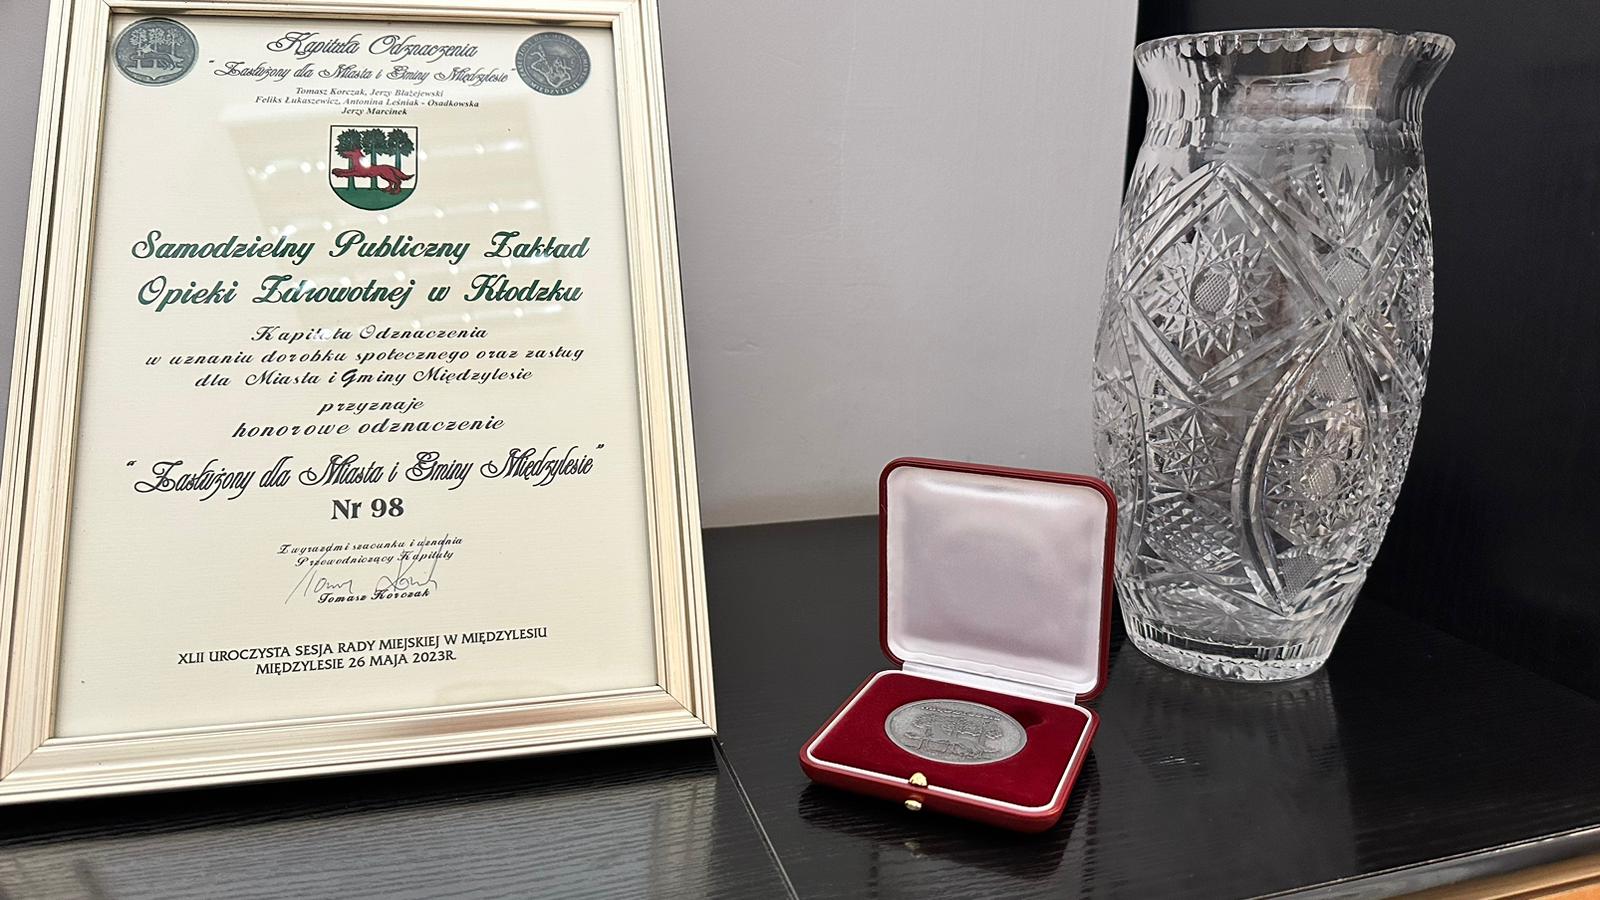 Kapituła Odznaczenia
"Zasłużony dla Miasta i Gminy Międzylesie"
Tomasz Korczak, Jerzy Błażejewski
Feliks Łukaszewicz, Antonina Leśniak - Osadkowska
Jerzy Marcinek
Samodzielny Publiczny Zakład
Opieki Zdrowotnej w Kłodzku
Kapituła Odznaczenia
w uznaniu dorobku społecznego oraz zasług
dla Miasta i Gminy Międzylesie
przyznaje
honorowe odznaczenie
"Zasłużony dla Miasta i Gminy Międzylesie"
Nr 98
Z wyrazami szacunku i uznania
Przewodniczący Kapituły
Tomasz Korczak
XLII UROCZYSTA SESJA RADY MIEJSKIEJ W MIĘDZYLESIU
MIĘDZYLESIE 26 MAJA 2023R.